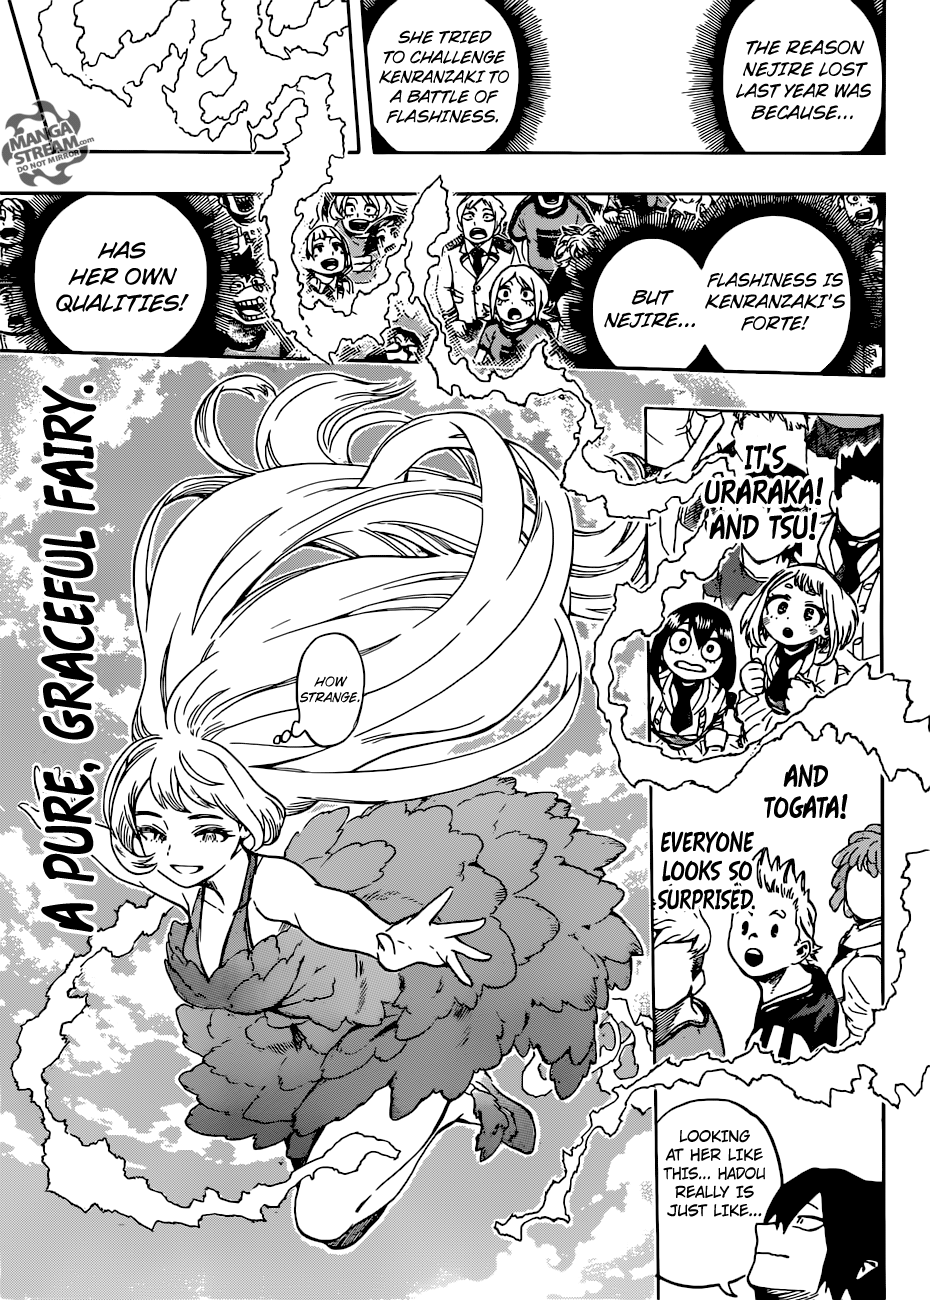 THE REASON
NEJIRE LOST
LAST YEAR WAS
BECAUSE...
SHE TRIED
TO CHALLENGE
KENRANZAKI TO
A BATTLE OF
FLASHINESS.
MANGA
STREAM.com
DO NOT MIRROR
FLASHINESS IS
KENRANZAKI'S
FORTE!
BUT
NEJIRE...
HAS
HER OWN
QUALITIES!
IT'S
URARAKA!
AND TSU!
AND
TOGATA!
EVERYONE
LOOKS SO
SURPRISED.
HOW
STRANGE.
A PURE, GRACEFUL FAIRY.
LOOKING
AT HER LIKE
THIS... HADOU
REALLY IS
JUST LIKE...